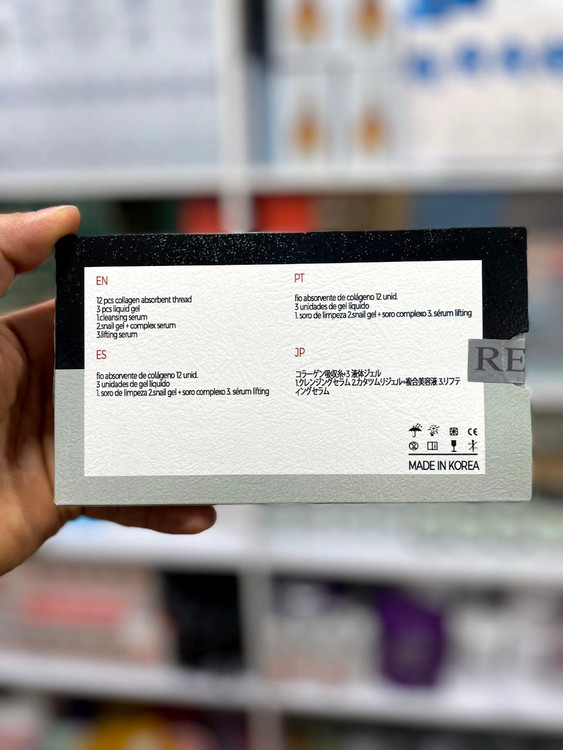 EN
12 pcs collagen absorbent thread
3 pcs liquid gel
1.cleansing serum
2.snail gel + complex serum
3.lifting serum
PT
fio absorvente de colágeno 12 unid.
3 unidades de gel líquido
1. soro de limpeza 2.snail gel + soro complexo 3. sérum lifting
ES
fio absorvente de colágeno 12 unid.
3 unidades de gel líquido
1. soro de limpeza 2.snail gel + soro complexo 3. sérum lifting
JP
コラーゲン吸収糸+3 液体ジェル
1.クレンジングセラム 2.カタツムリジェル+複合美容液 3.リフテ
ィングセラム
RE
CE
MADE IN KOREA